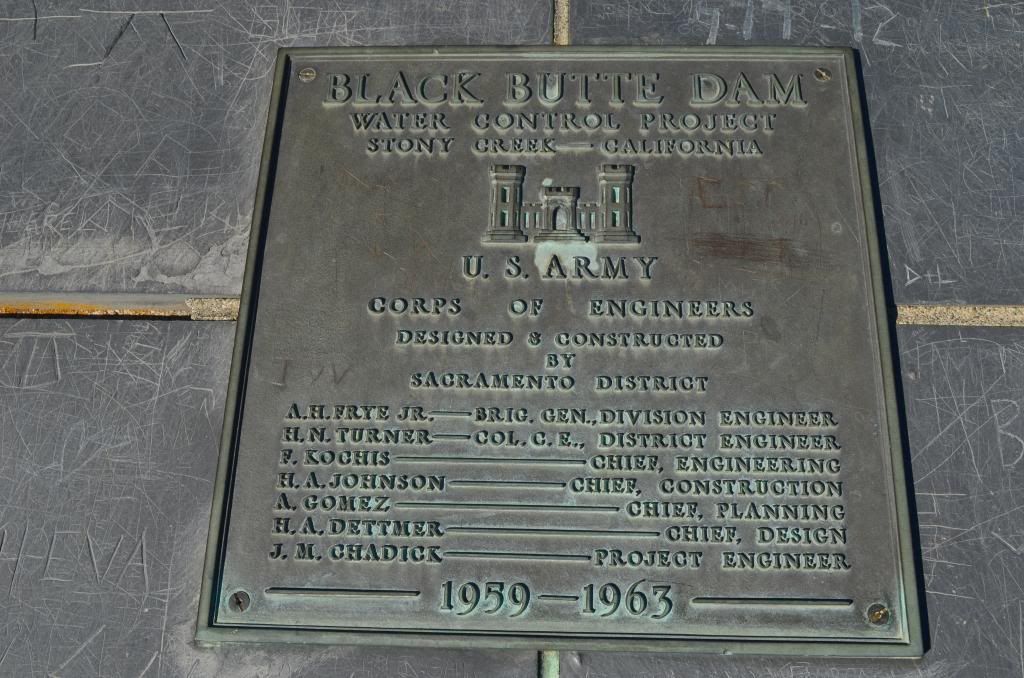 BLACK BUTTE DAM
WATER CONTROL PROJECT
STONY CREEK — CALIFORNIA
U. S. ARMY
CORPS OF ENGINEERS
DESIGNED & CONSTRUCTED
BY
SACRAMENTO DISTRICT
A. H. FRYE JR. — BRIG. GEN., DIVISION ENGINEER
H. N. TURNER — COL. C. E., DISTRICT ENGINEER
F. KOCHIS — CHIEF, ENGINEERING
H. A. JOHNSON — CHIEF, CONSTRUCTION
A. GOMEZ — CHIEF, PLANNING
H. A. DETTMER — CHIEF, DESIGN
J. M. CHADICK — PROJECT ENGINEER
1959 — 1963